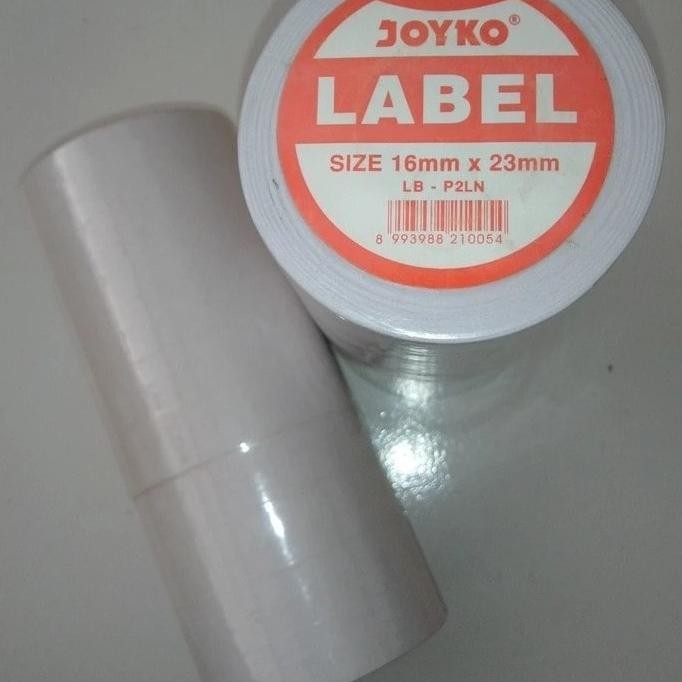 JOYKO®
LABEL
SIZE 16mm x 23mm
LB - P2LN
8 993988 210054